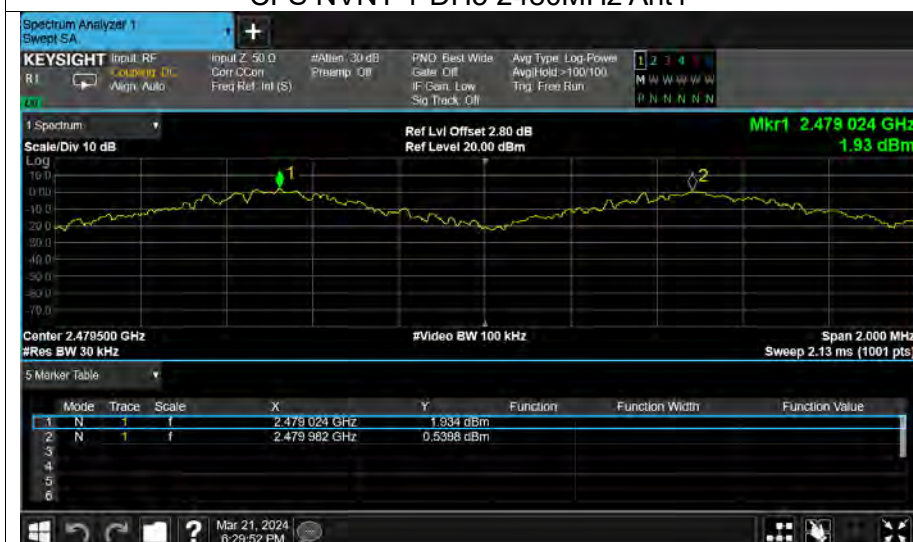 Spectrum Analyzer 1
Swept SA
+
KEYSIGHT Input: RF Input Z: 50 Ω #Atten: 30 dB PNO: Best Wide Avg Type: Log-Power 1 2 3 4
R1 Coupling: DC Corr CCorr Preamp: Off Gate: Off Avg|Hold: >100/100 M W W W W W
Align: Auto Freq Ref: Int (S) IF Gain: Low Trig: Free Run
Sig Track: Off P N N N N N
1 Spectrum Ref Lvl Offset 2.80 dB Mkr1 2.479 024 GHz
Scale/Div 10 dB Ref Level 20.00 dBm 1.93 dBm
Log
10.0
0.00
-10.0
-20.0
-30.0
-40.0
-50.0
-60.0
-70.0
1
2
Center 2.479500 GHz #Video BW 100 kHz Span 2.000 MHz
#Res BW 30 kHz Sweep 2.13 ms (1001 pts)
5 Marker Table
Mode Trace Scale X Y Function Function Width Function Value
1 N 1 f 2.479 024 GHz 1.934 dBm
2 N 1 f 2.479 982 GHz 0.5398 dBm
3
4
5
6
? Mar 21, 2024
6:29:52 PM